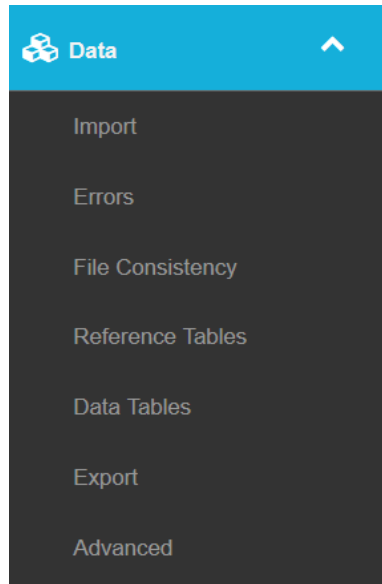 Data
Import
Errors
File Consistency
Reference Tables
Data Tables
Export
Advanced